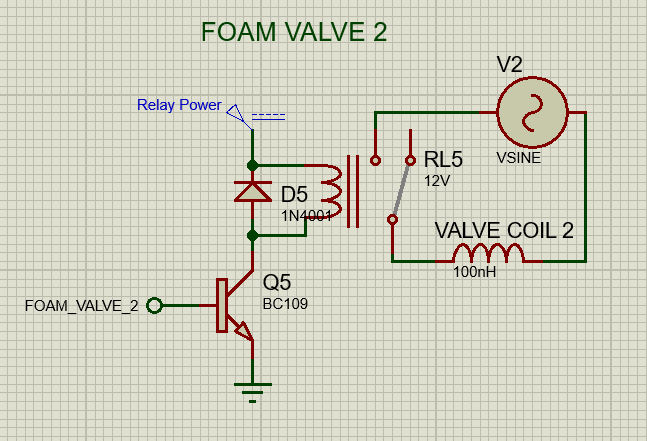 FOAM VALVE 2
V2
Relay Power
VSINE
RL5
12V
D5
1N4001
VALVE COIL 2
100nH
Q5
BC109
FOAM_VALVE_2